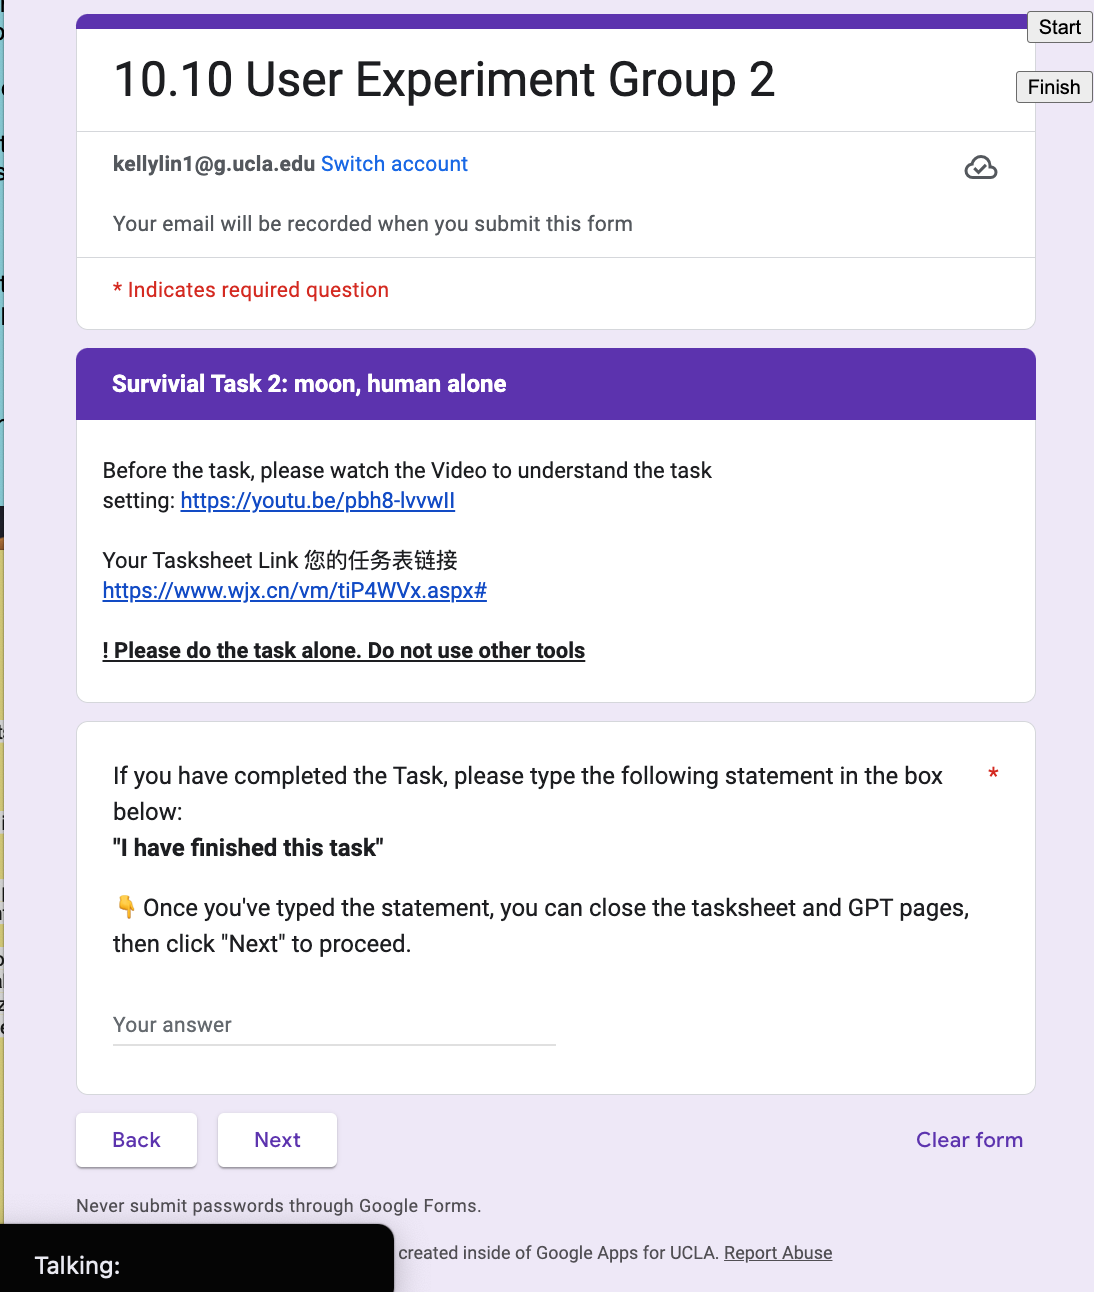 Start
10.10 User Experiment Group 2
Finish
kellylin1@g.ucla.edu Switch account
Your email will be recorded when you submit this form
* Indicates required question
Survivial Task 2: moon, human alone
Before the task, please watch the Video to understand the task
setting: https://youtu.be/pbh8-lvvwII
Your Tasksheet Link 您的任务表链接
https://www.wjx.cn/vm/tiP4WVx.aspx#
! Please do the task alone. Do not use other tools
If you have completed the Task, please type the following statement in the box *
below:
"I have finished this task"
👇 Once you've typed the statement, you can close the tasksheet and GPT pages,
then click "Next" to proceed.
Your answer
Back
Next
Clear form
Never submit passwords through Google Forms.
created inside of Google Apps for UCLA. Report Abuse
Talking: